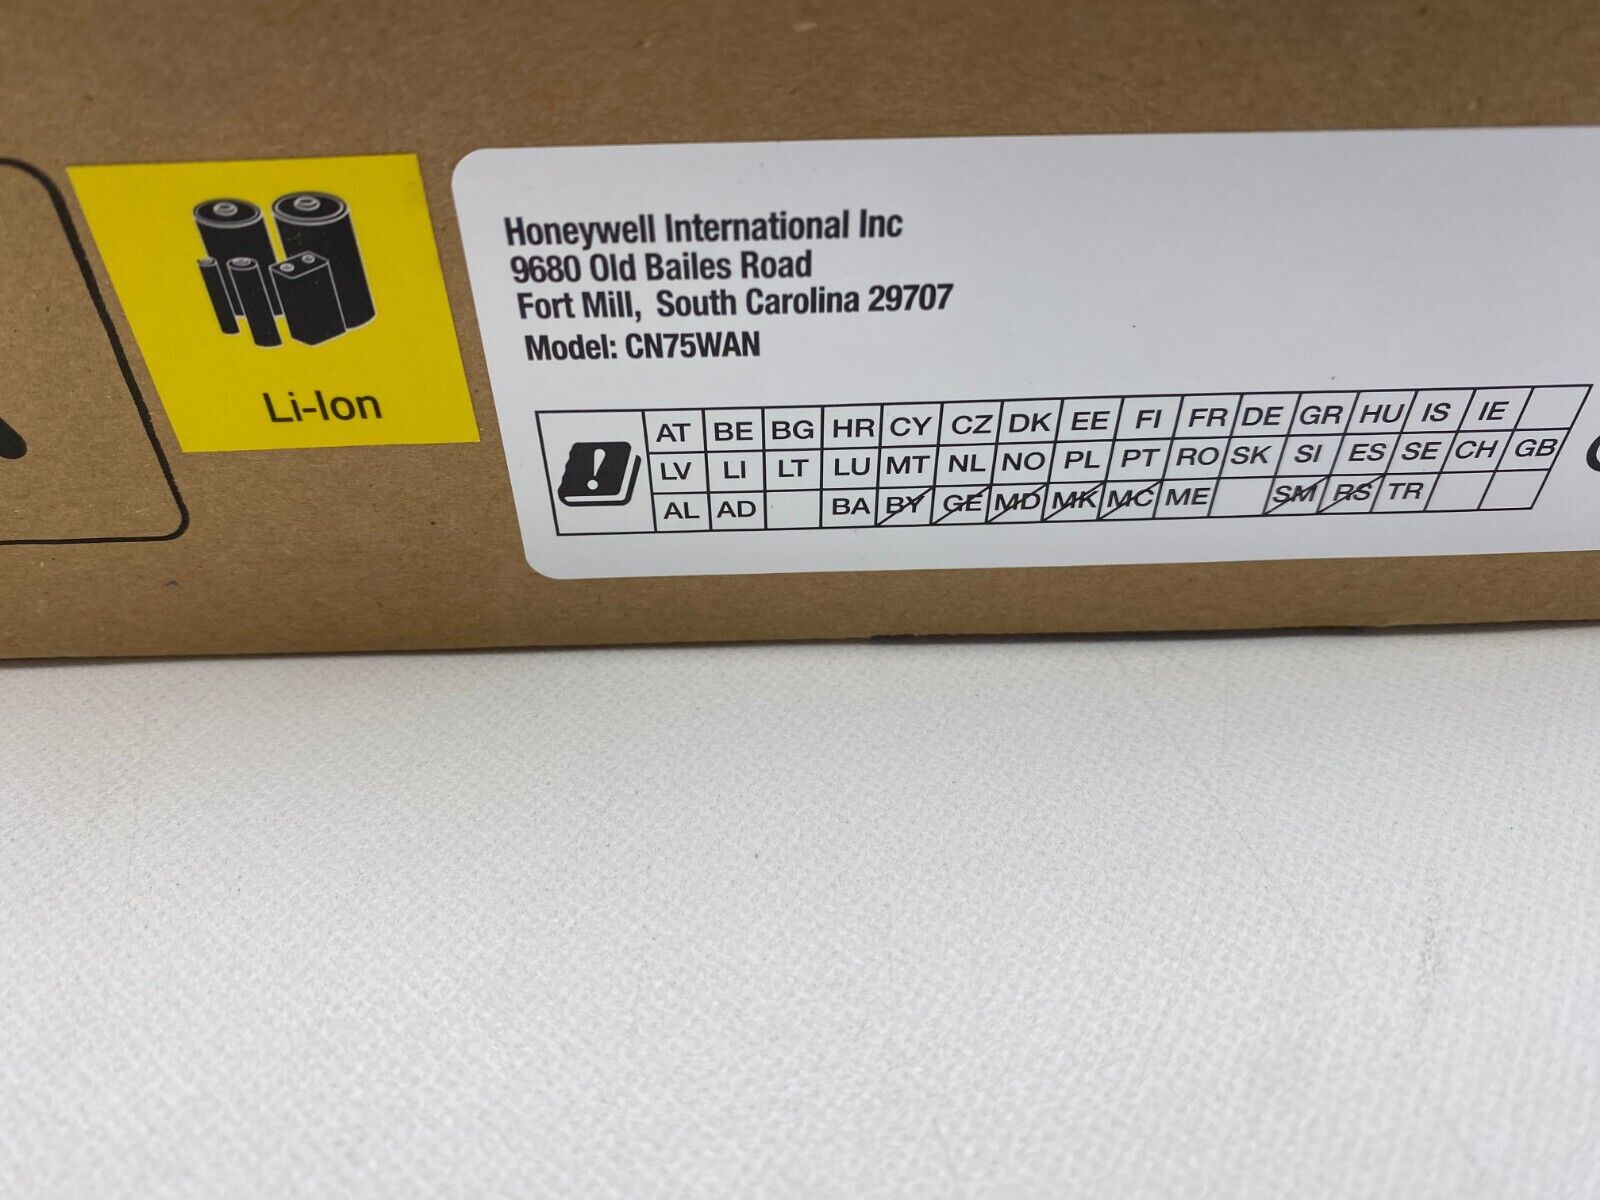 Li-Ion
Honeywell International Inc
9680 Old Bailes Road
Fort Mill, South Carolina 29707
Model: CN75WAN
AT BE BG HR CY CZ DK EE FI FR DE GR HU IS IE
LV LI LT LU MT NL NO PL PT RO SK SI ES SE CH GB
AL AD BA BY GE MD MK MC ME SM RS TR